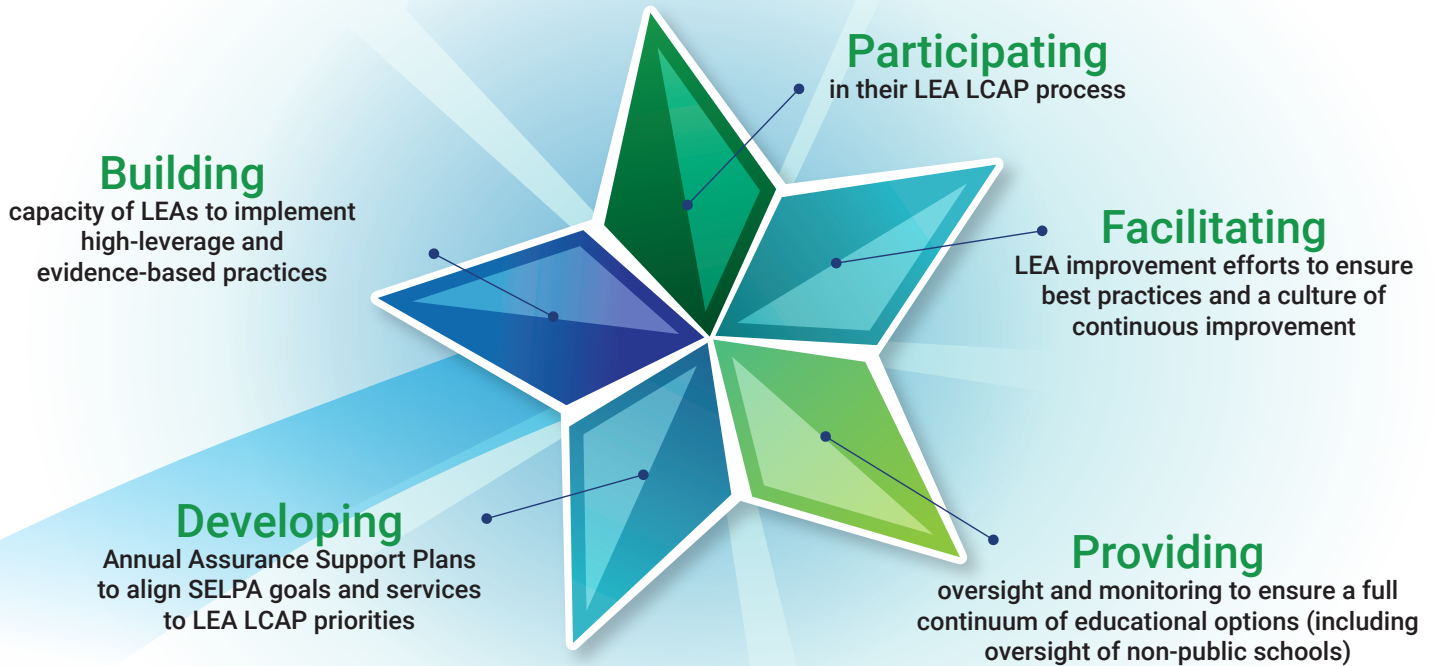 Participating
in their LEA LCAP process
Facilitating
LEA improvement efforts to ensure
best practices and a culture of
continuous improvement
Providing
oversight and monitoring to ensure a full
continuum of educational options (including
oversight of non-public schools)
Developing
Annual Assurance Support Plans
to align SELPA goals and services
to LEA LCAP priorities
Building
capacity of LEAs to implement
high-leverage and
evidence-based practices